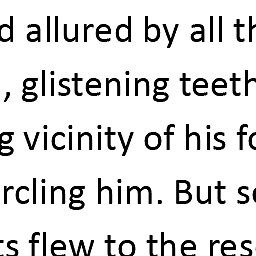 d allured by all th
, glistening teeth
g vicinity of his fo
rcling him. But se
ts flew to the res